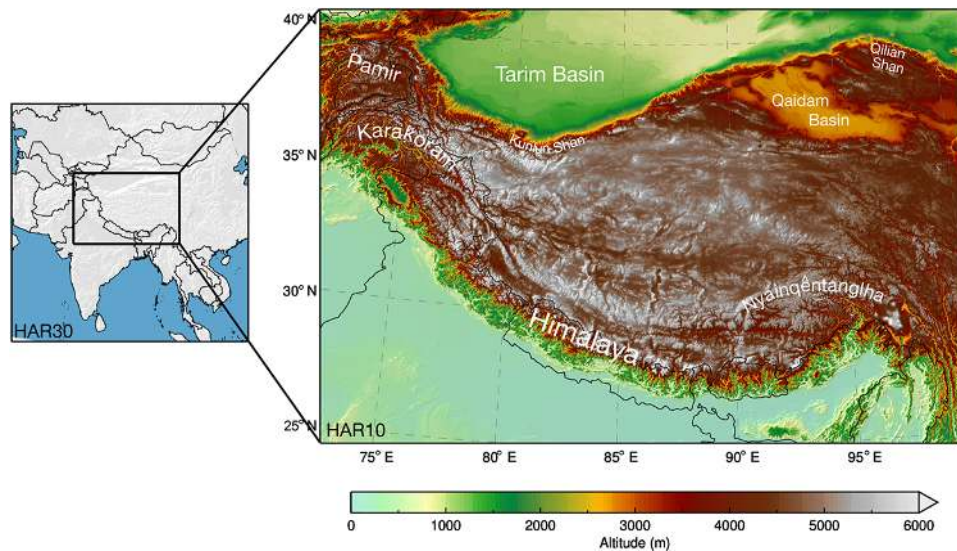 40°N
Qilian
Shan
Pamir
Tarim Basin
Qaidam
Basin
Karakoram
Kunlun Shan
35°N
30°N
Nyainqêntanglha
Himalaya
HAR30
25°N
HAR10
75°E 80°E 85°E 90°E 95°E
0 1000 2000 3000 4000 5000 6000
Altitude (m)